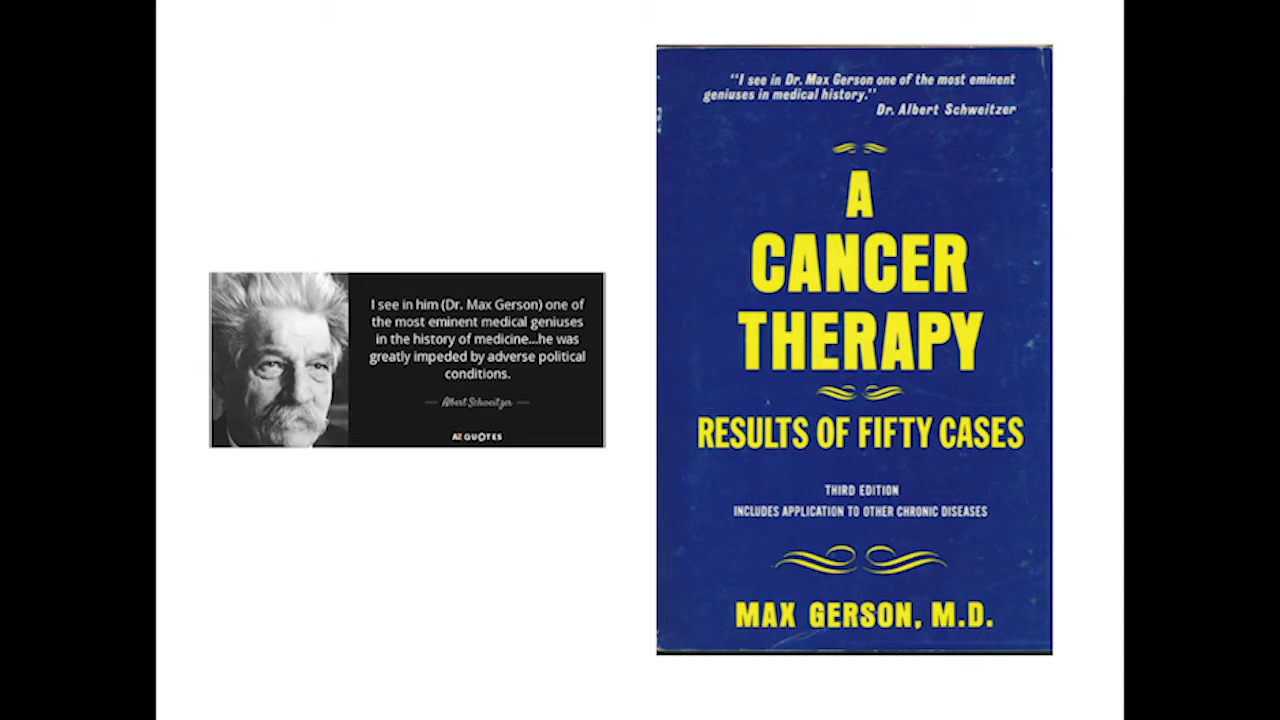 I see in him (Dr. Max Gerson) one of
the most eminent medical geniuses
in the history of medicine...he was
greatly impeded by adverse political
conditions.
— Albert Schweitzer —
AZ QUOTES
"I see in Dr. Max Gerson one of the most eminent
geniuses in medical history."
Dr. Albert Schweitzer
A
CANCER
THERAPY
RESULTS OF FIFTY CASES
THIRD EDITION
INCLUDES APPLICATION TO OTHER CHRONIC DISEASES
MAX GERSON, M.D.